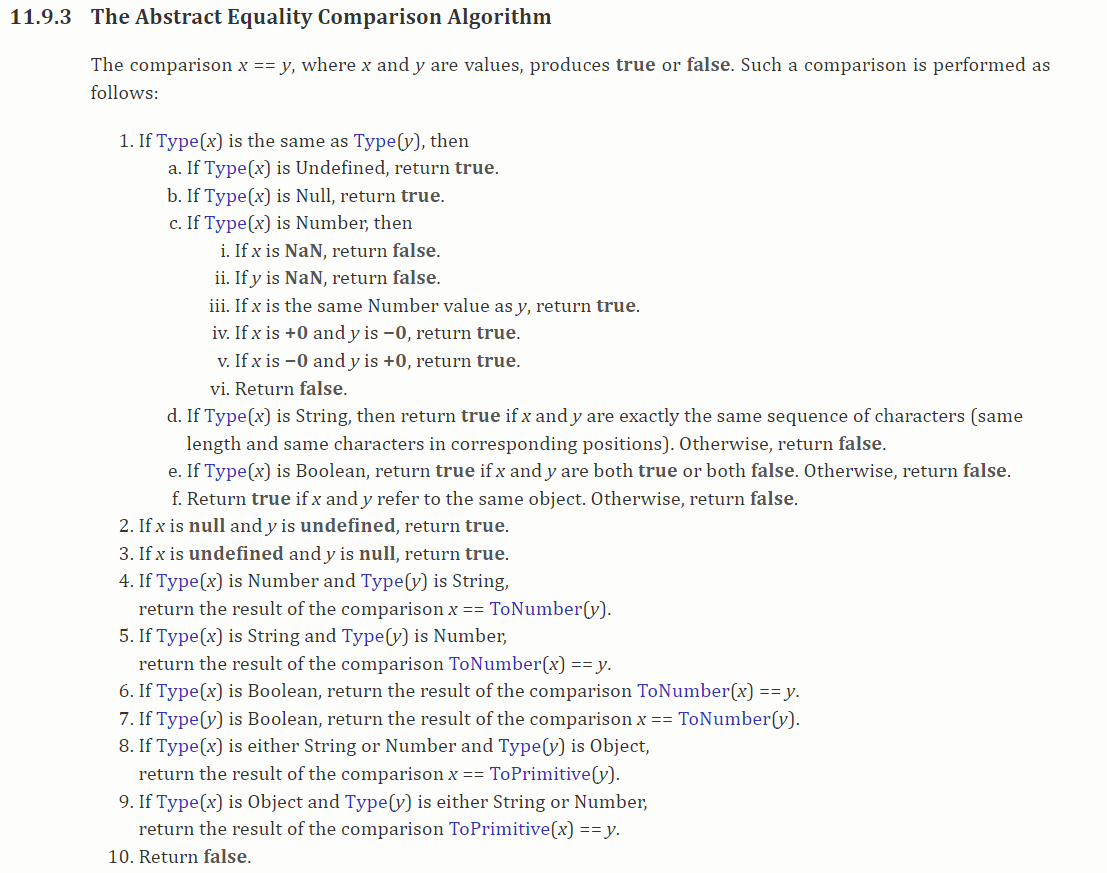 11.9.3 The Abstract Equality Comparison Algorithm
The comparison x == y, where x and y are values, produces true or false. Such a comparison is performed as
follows:
1. If Type(x) is the same as Type(y), then
a. If Type(x) is Undefined, return true.
b. If Type(x) is Null, return true.
c. If Type(x) is Number, then
i. If x is NaN, return false.
ii. If y is NaN, return false.
iii. If x is the same Number value as y, return true.
iv. If x is +0 and y is −0, return true.
v. If x is −0 and y is +0, return true.
vi. Return false.
d. If Type(x) is String, then return true if x and y are exactly the same sequence of characters (same
length and same characters in corresponding positions). Otherwise, return false.
e. If Type(x) is Boolean, return true if x and y are both true or both false. Otherwise, return false.
f. Return true if x and y refer to the same object. Otherwise, return false.
2. If x is null and y is undefined, return true.
3. If x is undefined and y is null, return true.
4. If Type(x) is Number and Type(y) is String,
return the result of the comparison x == ToNumber(y).
5. If Type(x) is String and Type(y) is Number,
return the result of the comparison ToNumber(x) == y.
6. If Type(x) is Boolean, return the result of the comparison ToNumber(x) == y.
7. If Type(y) is Boolean, return the result of the comparison x == ToNumber(y).
8. If Type(x) is either String or Number and Type(y) is Object,
return the result of the comparison x == ToPrimitive(y).
9. If Type(x) is Object and Type(y) is either String or Number,
return the result of the comparison ToPrimitive(x) == y.
10. Return false.